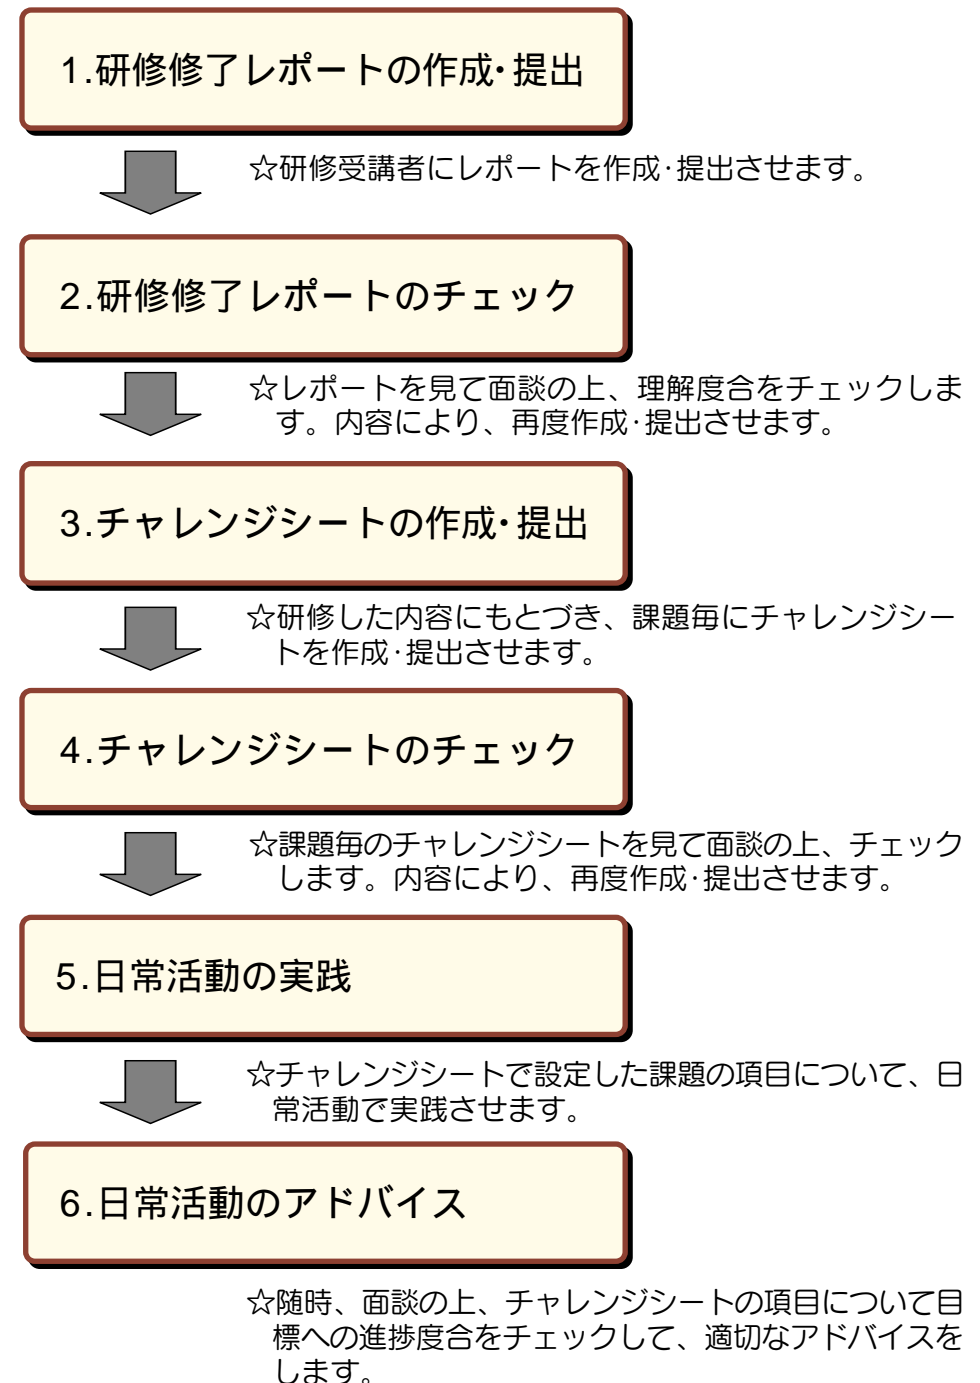 1.研修修了レポートの作成・提出
☆研修受講者にレポートを作成・提出させます。
2.研修修了レポートのチェック
☆レポートを見て面談の上、理解度合をチェックしま
す。内容により、再度作成・提出させます。
3.チャレンジシートの作成・提出
☆研修した内容にもとづき、課題毎にチャレンジシー
トを作成・提出させます。
4.チャレンジシートのチェック
☆課題毎のチャレンジシートを見て面談の上、チェック
します。内容により、再度作成・提出させます。
5.日常活動の実践
☆チャレンジシートで設定した課題の項目について、日
常活動で実践させます。
6.日常活動のアドバイス
☆随時、面談の上、チャレンジシートの項目について目
標への進捗度合をチェックして、適切なアドバイスを
します。